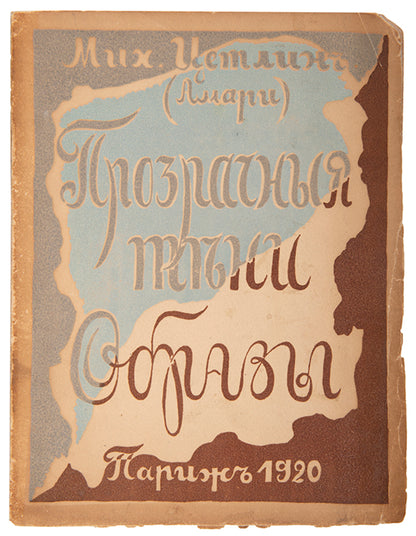 Мих. Цетлинъ
(Амари)
Прозрачныя
тѣни
Образы
Парижъ 1920